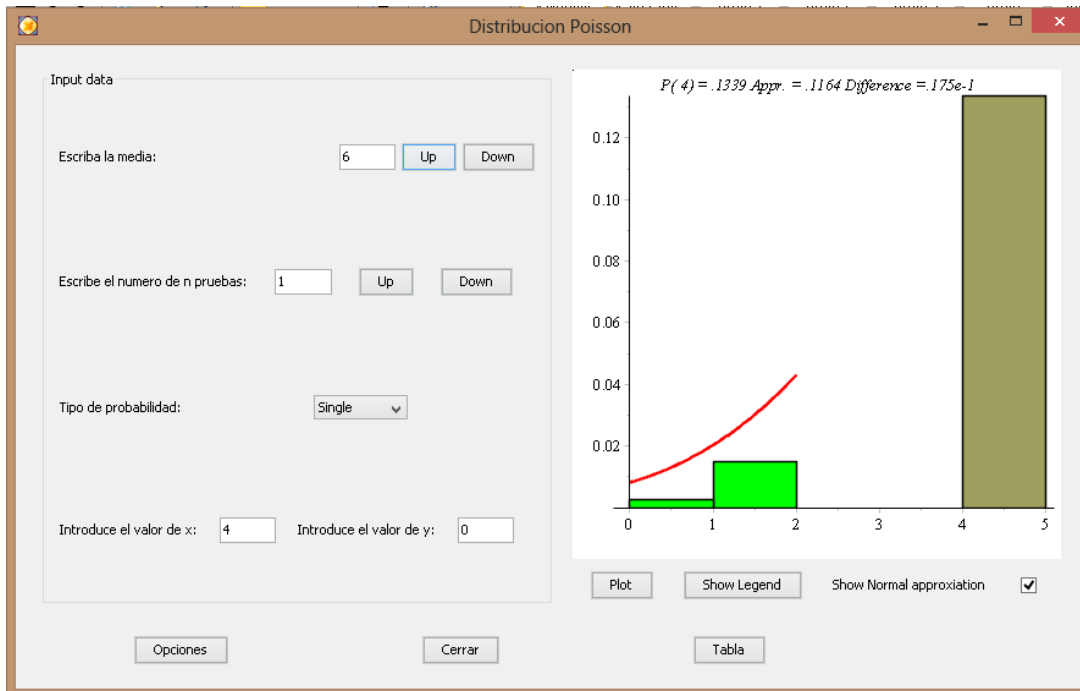 Distribucion Poisson
Input data
Escriba la media: 6 Up Down
Escribe el numero de n pruebas: 1 Up Down
Tipo de probabilidad: Single
Introduce el valor de x: 4 Introduce el valor de y: 0
P( 4) = .1339 Appr. = .1164 Difference =.175e-1
0.12
0.10
0.08
0.06
0.04
0.02
0 1 2 3 4 5
Plot Show Legend Show Normal approxiation
Opciones Cerrar Tabla